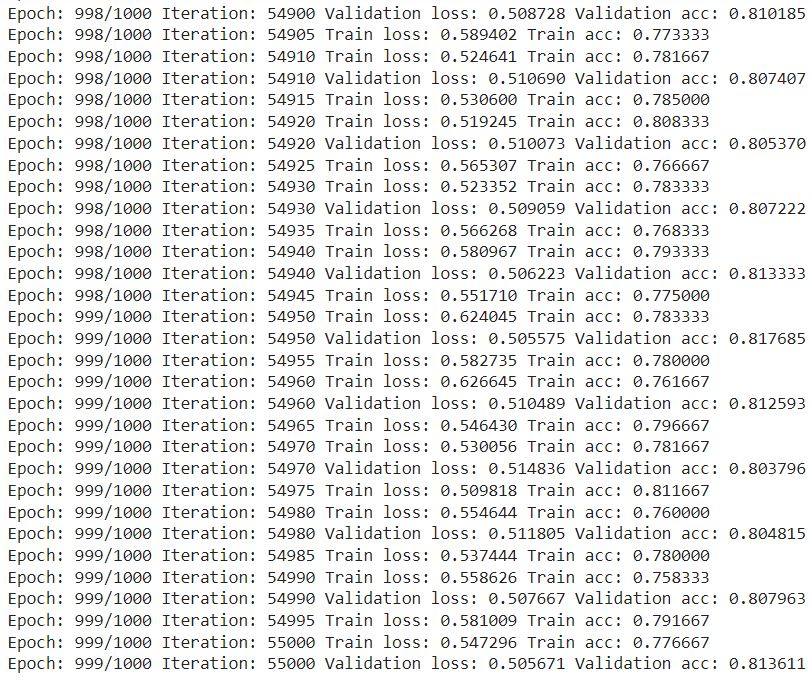 Epoch: 998/1000 Iteration: 54900 Validation loss: 0.508728 Validation acc: 0.810185
Epoch: 998/1000 Iteration: 54905 Train loss: 0.589402 Train acc: 0.773333
Epoch: 998/1000 Iteration: 54910 Train loss: 0.524641 Train acc: 0.781667
Epoch: 998/1000 Iteration: 54910 Validation loss: 0.510690 Validation acc: 0.807407
Epoch: 998/1000 Iteration: 54915 Train loss: 0.530600 Train acc: 0.785000
Epoch: 998/1000 Iteration: 54920 Train loss: 0.519245 Train acc: 0.808333
Epoch: 998/1000 Iteration: 54920 Validation loss: 0.510073 Validation acc: 0.805370
Epoch: 998/1000 Iteration: 54925 Train loss: 0.565307 Train acc: 0.766667
Epoch: 998/1000 Iteration: 54930 Train loss: 0.523352 Train acc: 0.783333
Epoch: 998/1000 Iteration: 54930 Validation loss: 0.509059 Validation acc: 0.807222
Epoch: 998/1000 Iteration: 54935 Train loss: 0.566268 Train acc: 0.768333
Epoch: 998/1000 Iteration: 54940 Train loss: 0.580967 Train acc: 0.793333
Epoch: 998/1000 Iteration: 54940 Validation loss: 0.506223 Validation acc: 0.813333
Epoch: 998/1000 Iteration: 54945 Train loss: 0.551710 Train acc: 0.775000
Epoch: 999/1000 Iteration: 54950 Train loss: 0.624045 Train acc: 0.783333
Epoch: 999/1000 Iteration: 54950 Validation loss: 0.505575 Validation acc: 0.817685
Epoch: 999/1000 Iteration: 54955 Train loss: 0.582735 Train acc: 0.780000
Epoch: 999/1000 Iteration: 54960 Train loss: 0.626645 Train acc: 0.761667
Epoch: 999/1000 Iteration: 54960 Validation loss: 0.510489 Validation acc: 0.812593
Epoch: 999/1000 Iteration: 54965 Train loss: 0.546430 Train acc: 0.796667
Epoch: 999/1000 Iteration: 54970 Train loss: 0.530056 Train acc: 0.781667
Epoch: 999/1000 Iteration: 54970 Validation loss: 0.514836 Validation acc: 0.803796
Epoch: 999/1000 Iteration: 54975 Train loss: 0.509818 Train acc: 0.811667
Epoch: 999/1000 Iteration: 54980 Train loss: 0.554644 Train acc: 0.760000
Epoch: 999/1000 Iteration: 54980 Validation loss: 0.511805 Validation acc: 0.804815
Epoch: 999/1000 Iteration: 54985 Train loss: 0.537444 Train acc: 0.780000
Epoch: 999/1000 Iteration: 54990 Train loss: 0.558626 Train acc: 0.758333
Epoch: 999/1000 Iteration: 54990 Validation loss: 0.507667 Validation acc: 0.807963
Epoch: 999/1000 Iteration: 54995 Train loss: 0.581009 Train acc: 0.791667
Epoch: 999/1000 Iteration: 55000 Train loss: 0.547296 Train acc: 0.776667
Epoch: 999/1000 Iteration: 55000 Validation loss: 0.505671 Validation acc: 0.813611